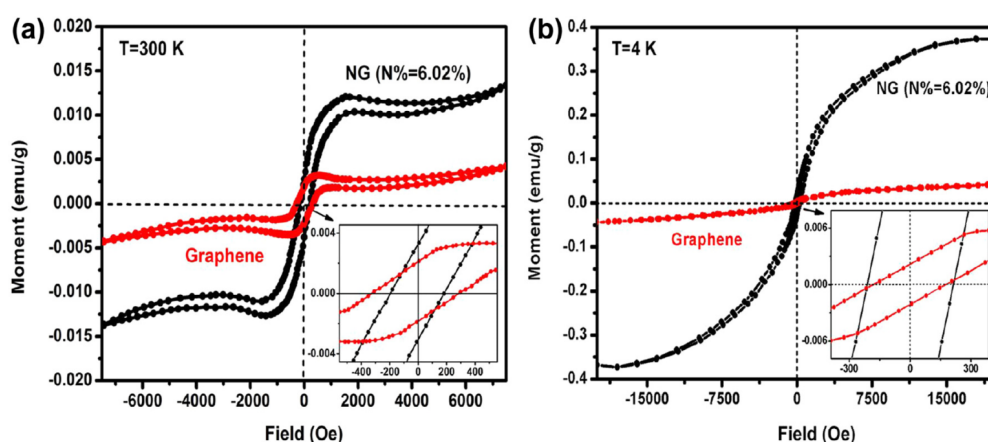 (a)
T=300 K
NG (N%=6.02%)
Graphene
Moment (emu/g)
0.020
0.015
0.010
0.005
0.000
-0.005
-0.010
-0.015
-0.020
-6000 -4000 -2000 0 2000 4000 6000
Field (Oe)
0.004
0.000
-0.004
-400 -200 0 200 400
(b)
T=4 K
NG (N%=6.02%)
Graphene
Moment (emu/g)
0.4
0.3
0.2
0.1
0.0
-0.1
-0.2
-0.3
-0.4
-15000 -7500 0 7500 15000
Field (Oe)
0.006
0.000
-0.006
-300 0 300